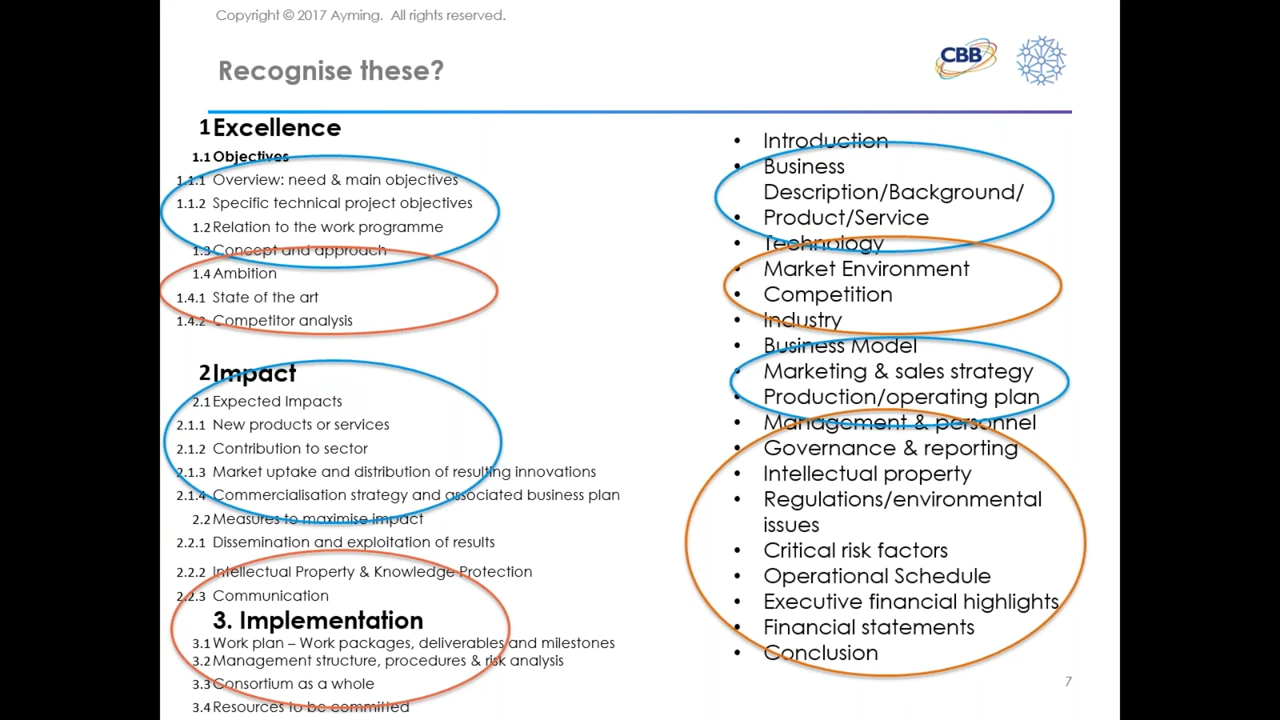 Copyright © 2017 Ayming. All rights reserved.
Recognise these?
CBB
1 Excellence
1.1 Objectives
1.1.1 Overview: need & main objectives
1.1.2 Specific technical project objectives
1.2 Relation to the work programme
1.3 Concept and approach
1.4 Ambition
1.4.1 State of the art
1.4.2 Competitor analysis
2 Impact
2.1 Expected Impacts
2.1.1 New products or services
2.1.2 Contribution to sector
2.1.3 Market uptake and distribution of resulting innovations
2.1.4 Commercialisation strategy and associated business plan
2.2 Measures to maximise impact
2.2.1 Dissemination and exploitation of results
2.2.2 Intellectual Property & Knowledge Protection
2.2.3 Communication
3. Implementation
3.1 Work plan – Work packages, deliverables and milestones
3.2 Management structure, procedures & risk analysis
3.3 Consortium as a whole
3.4 Resources to be committed
• Introduction
• Business
Description/Background/
• Product/Service
• Technology
• Market Environment
• Competition
• Industry
• Business Model
• Marketing & sales strategy
• Production/operating plan
• Management & personnel
• Governance & reporting
• Intellectual property
• Regulations/environmental
issues
• Critical risk factors
• Operational Schedule
• Executive financial highlights
• Financial statements
• Conclusion
7